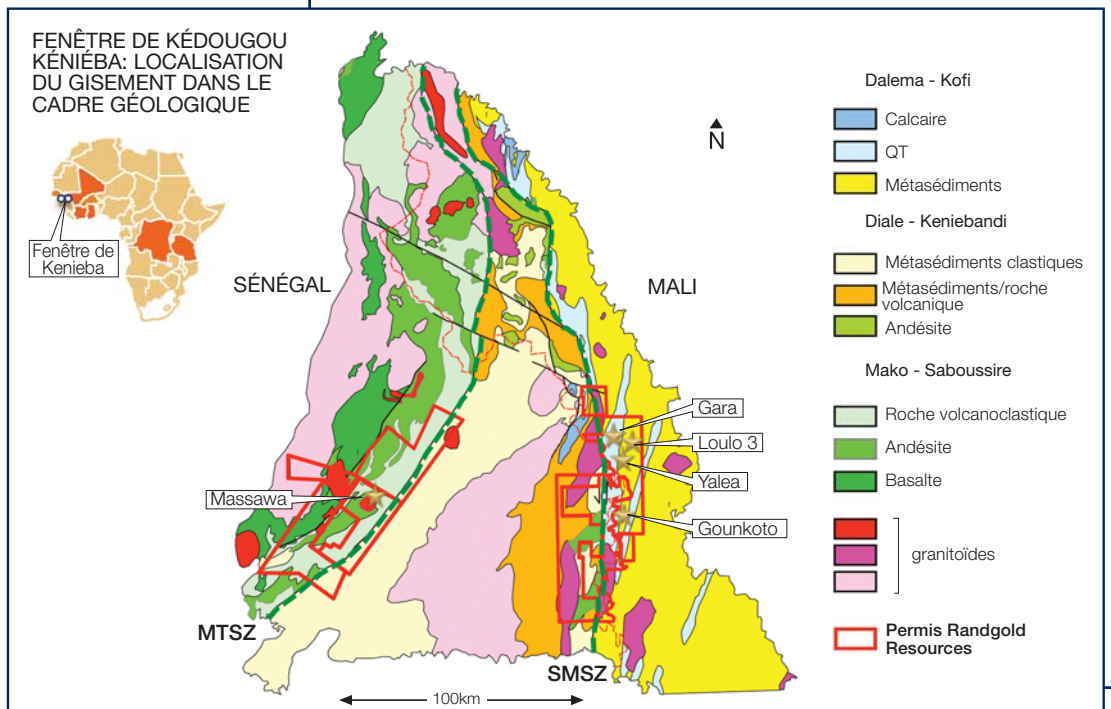 FENÊTRE DE KÉDOUGOU
KÉNIÉBA: LOCALISATION
DU GISEMENT DANS LE
CADRE GÉOLOGIQUE
Fenêtre de
Kenieba
SÉNÉGAL
MALI
N
Gara
Loulo 3
Yalea
Gounkoto
Massawa
MTSZ
SMSZ
100km
Dalema - Kofi
Calcaire
QT
Métasédiments
Diale - Keniebandi
Métasédiments clastiques
Métasédiments/roche
volcanique
Andésite
Mako - Saboussire
Roche volcanoclastique
Andésite
Basalte
granitoïdes
Permis Randgold
Resources